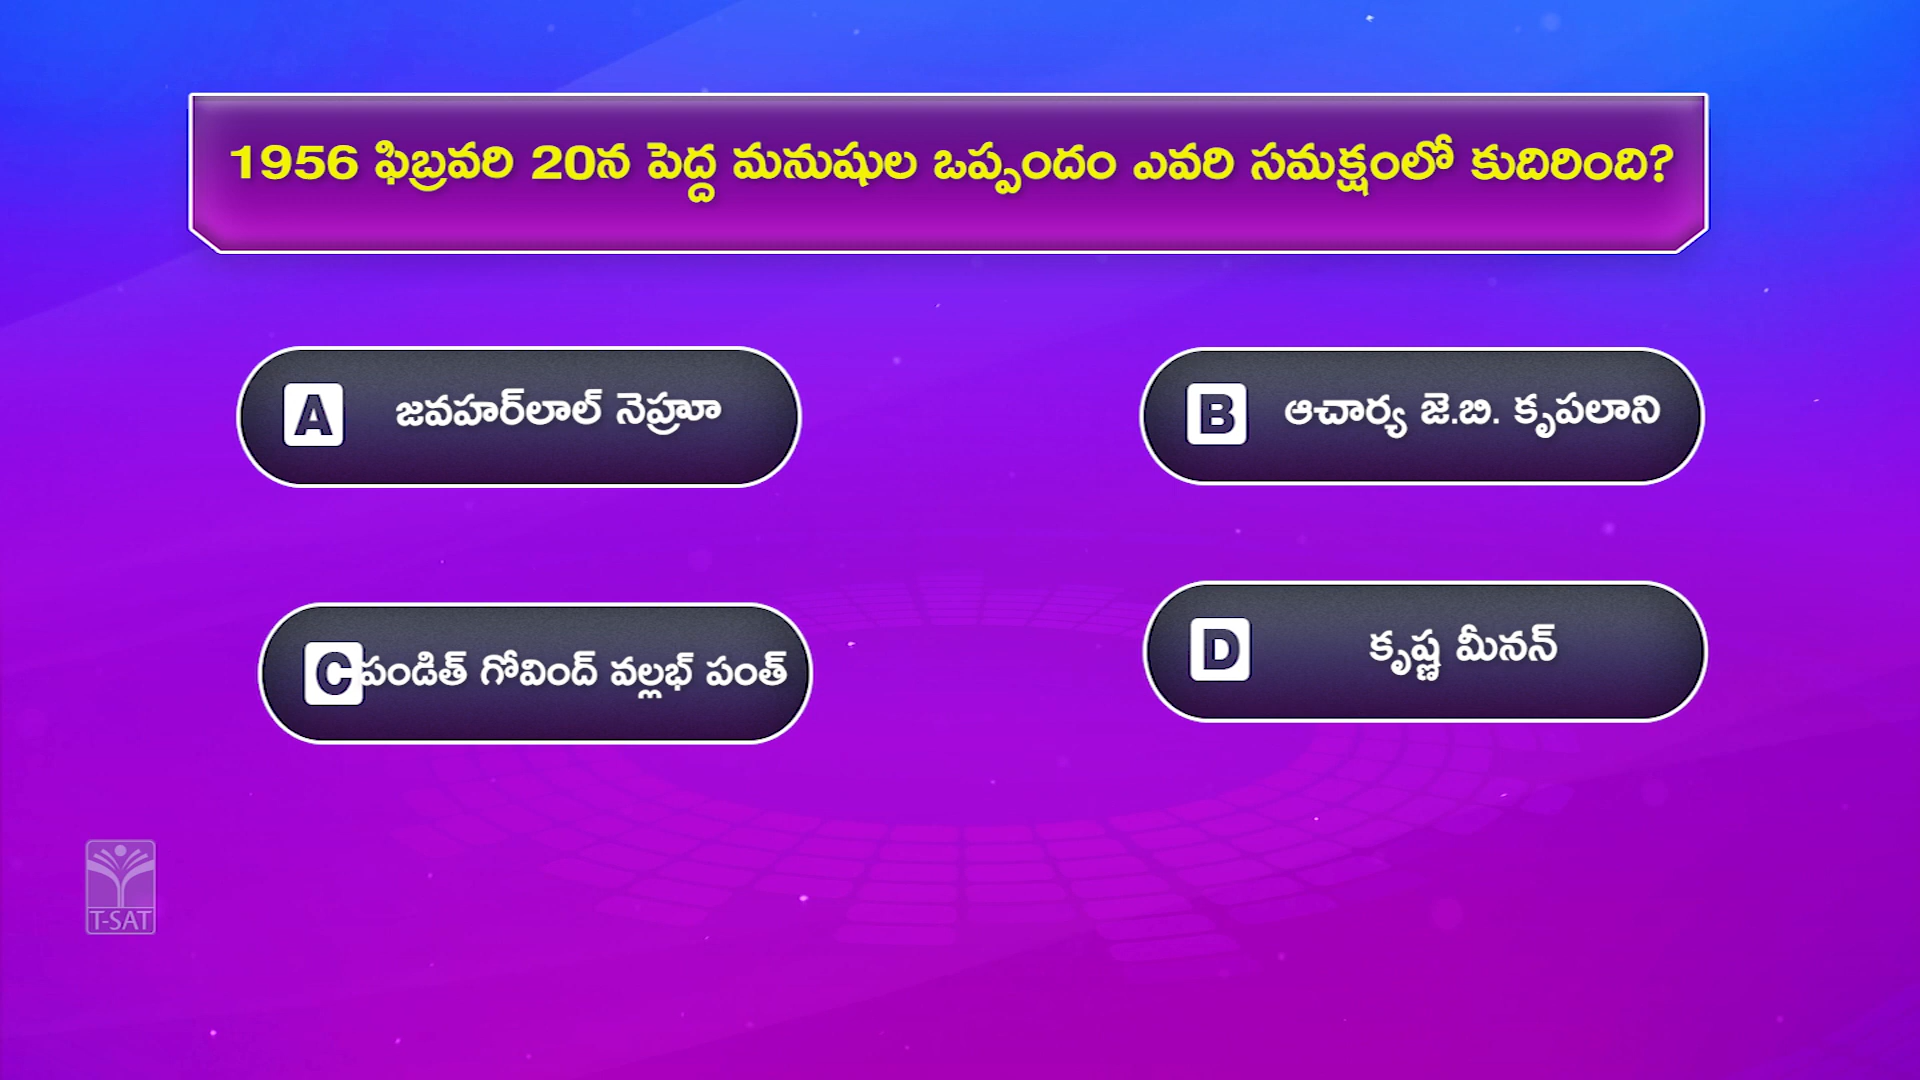 1956 ఫిబ్రవరి 20న పెద్ద మనుషుల ఒప్పందం ఎవరి సమక్షంలో కుదిరింది?
A జవహర్‌లాల్ నెహ్రూ
B ఆచార్య జె.బి. కృపలాని
C పండిత్ గోవింద్ వల్లభ్ పంత్
D కృష్ణ మీనన్
T-SAT